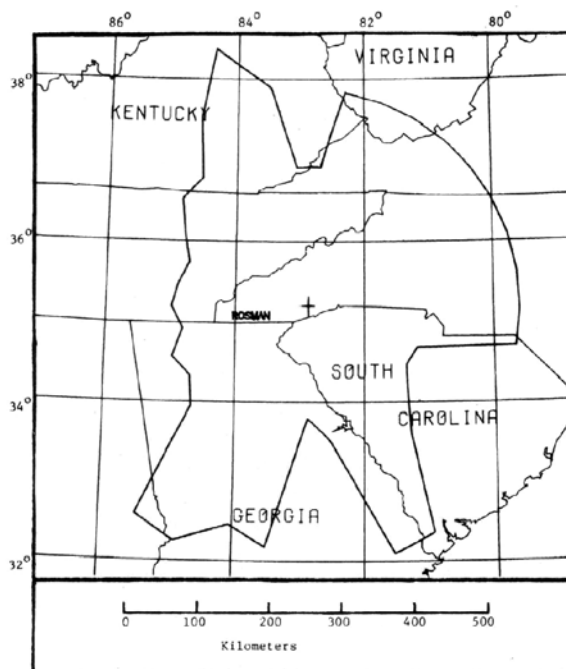 86° 84° 82° 80°
VIRGINIA
38°
KENTUCKY
36°
ROSMAN
SOUTH
34°
CAROLINA
GEORGIA
32°
0 100 200 300 400 500
Kilometers